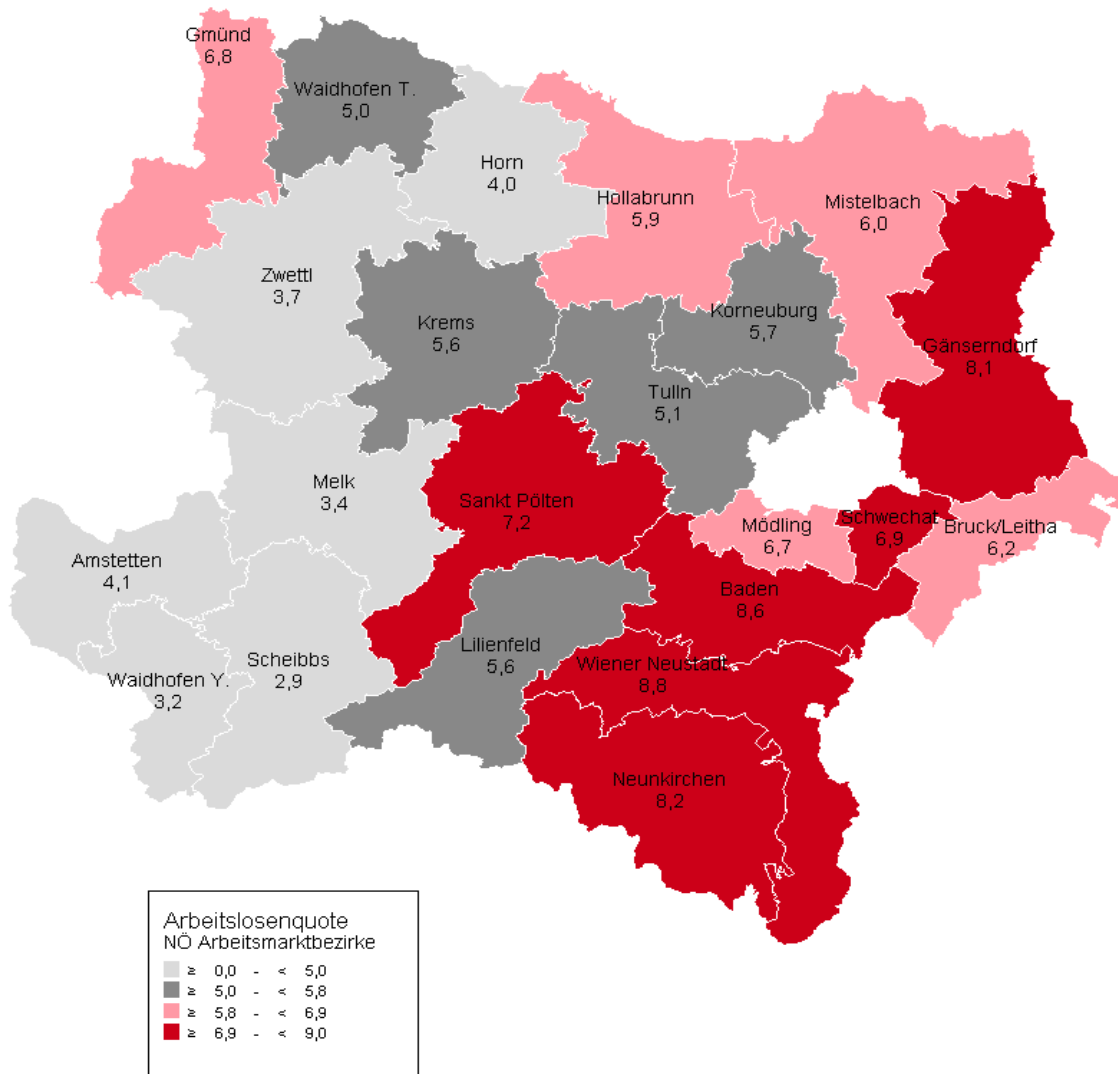 Gmünd
6,8
Waidhofen T.
5,0
Horn
4,0
Hollabrunn
5,9
Mistelbach
6,0
Zwettl
3,7
Krems
5,6
Korneuburg
5,7
Gänserndorf
8,1
Tulln
5,1
Melk
3,4
Sankt Pölten
7,2
Mödling
6,7
Schwechat
6,9
Bruck/Leitha
6,2
Amstetten
4,1
Baden
8,6
Lilienfeld
5,6
Scheibbs
2,9
Wiener Neustadt
8,8
Waidhofen Y.
3,2
Neunkirchen
8,2
Arbeitslosenquote
NÖ Arbeitsmarktbezirke
≥ 0,0 - < 5,0
≥ 5,0 - < 5,8
≥ 5,8 - < 6,9
≥ 6,9 - < 9,0